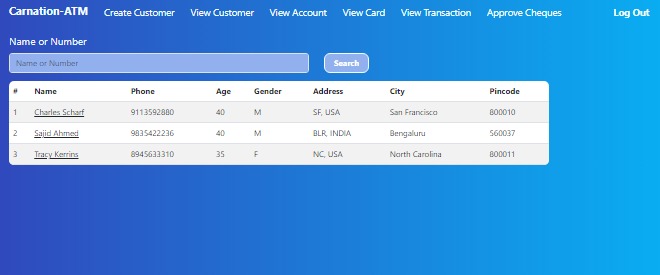 Carnation-ATM Create Customer View Customer View Account View Card View Transaction Approve Cheques Log Out
Name or Number
Name or Number Search
# Name Phone Age Gender Address City Pincode
1 Charles Scharf 9113592880 40 M SF, USA San Francisco 800010
2 Sajid Ahmed 9835422236 40 M BLR, INDIA Bengaluru 560037
3 Tracy Kerrins 8945633310 35 F NC, USA North Carolina 800011